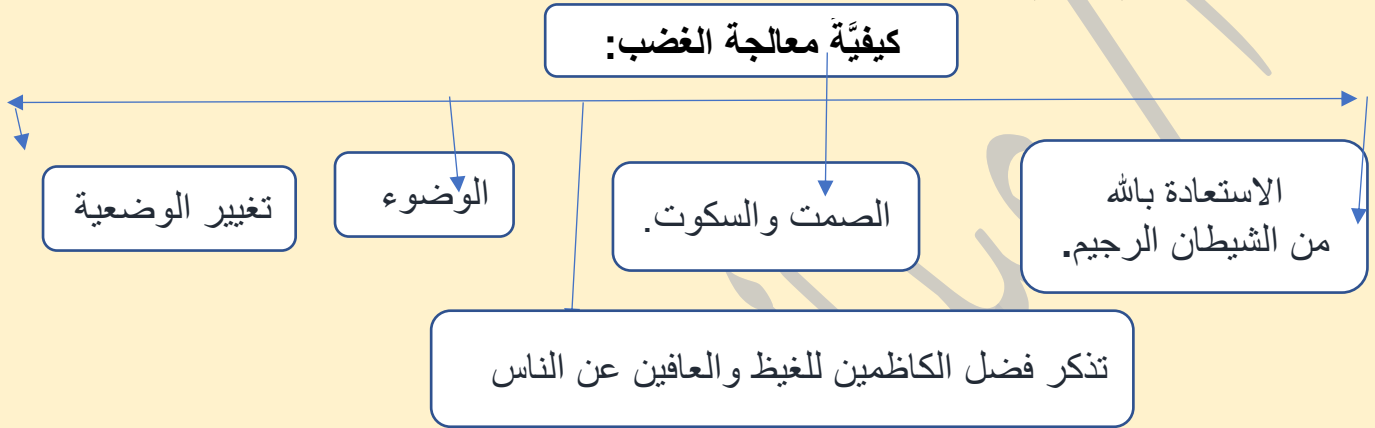 كيفيَّةَ معالجة الغضب:
الاستعادة بالله
من الشيطان الرجيم.
الصمت والسكوت.
الوضوء
تغيير الوضعية
تذكر فضل الكاظمين للغيظ والعافين عن الناس